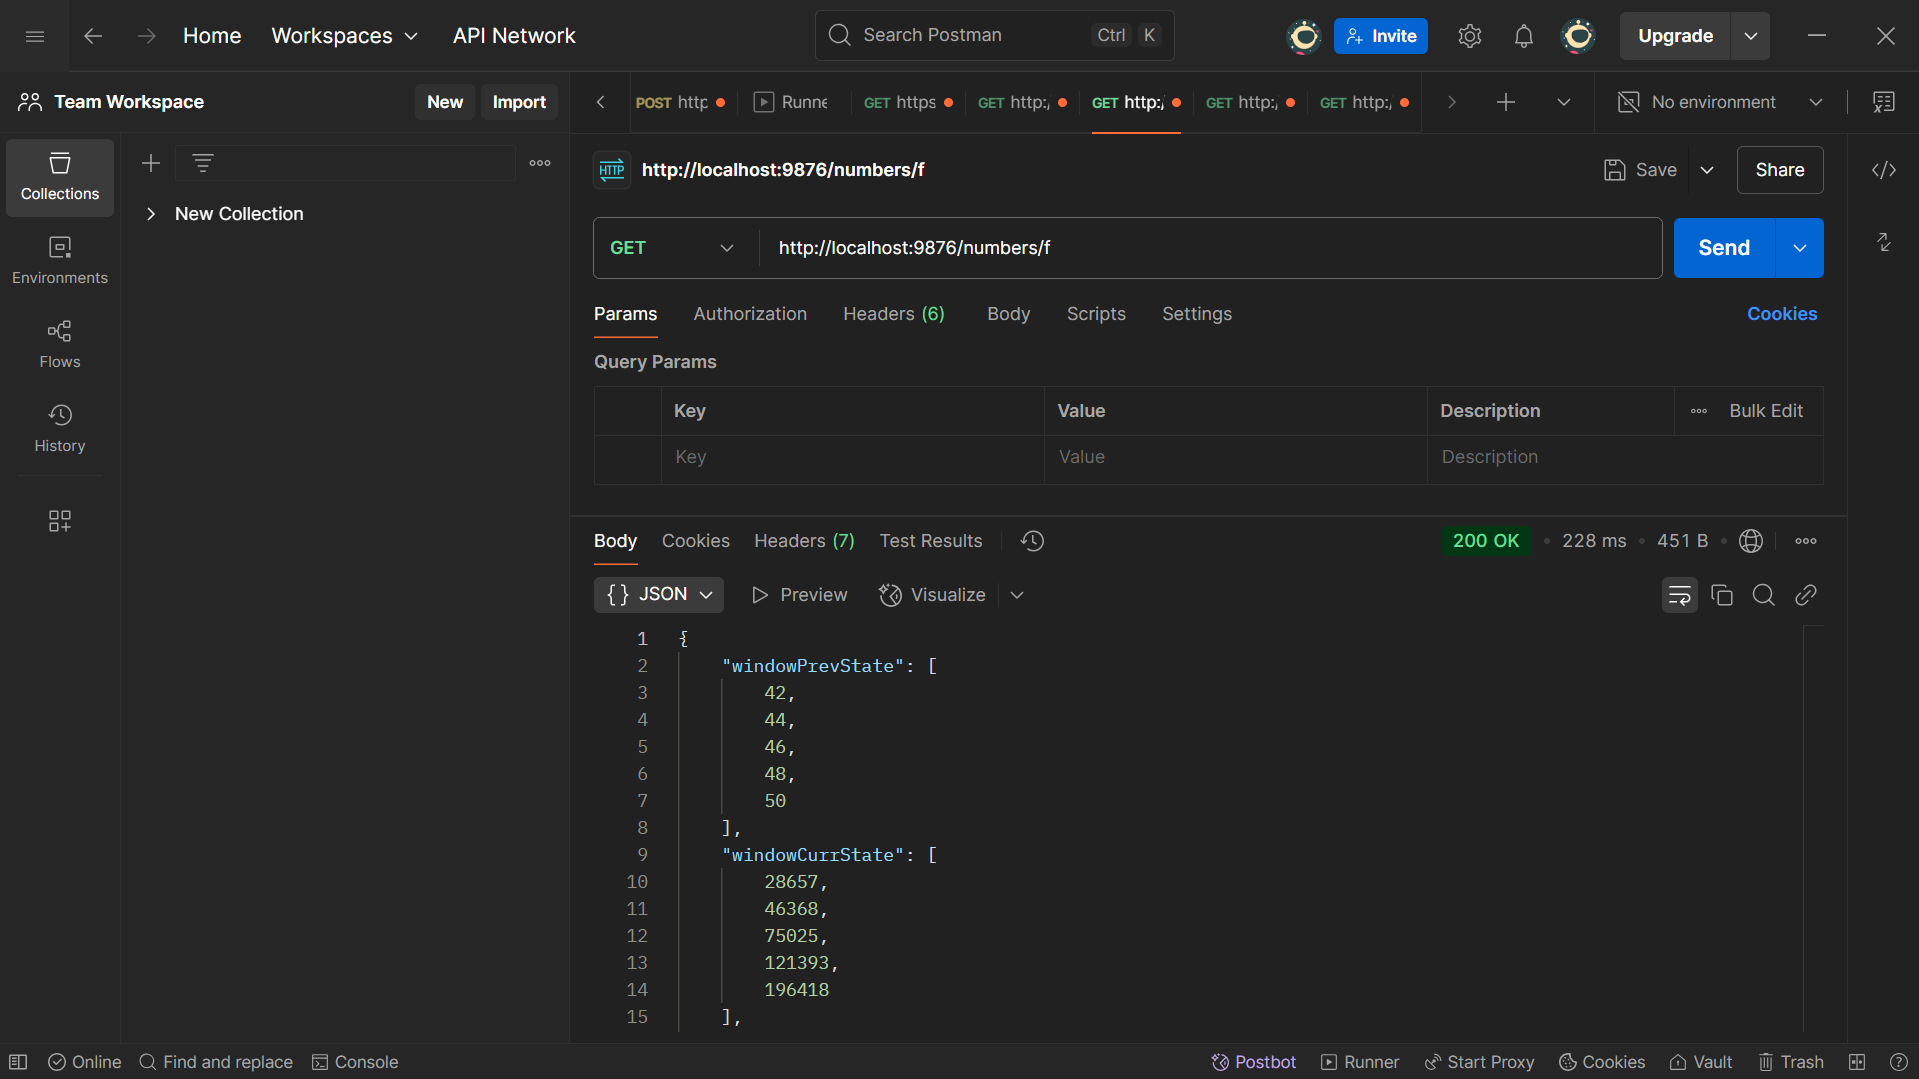 Home Workspaces API Network Search Postman Ctrl K Invite Upgrade
Team Workspace New Import POST http Runne GET https GET http:/ GET http:/ GET http:/ GET http:/ No environment
Collections
New Collection
Environments
Flows
History
HTTP http://localhost:9876/numbers/f Save Share
GET http://localhost:9876/numbers/f Send
Params Authorization Headers (6) Body Scripts Settings Cookies
Query Params
Key Value Description Bulk Edit
Key Value Description
Body Cookies Headers (7) Test Results 200 OK • 228 ms • 451 B •
{} JSON Preview Visualize
1 {
2 "windowPrevState": [
3 42,
4 44,
5 46,
6 48,
7 50
8 ],
9 "windowCurrState": [
10 28657,
11 46368,
12 75025,
13 121393,
14 196418
15 ],
Online Find and replace Console Postbot Runner Start Proxy Cookies Vault Trash